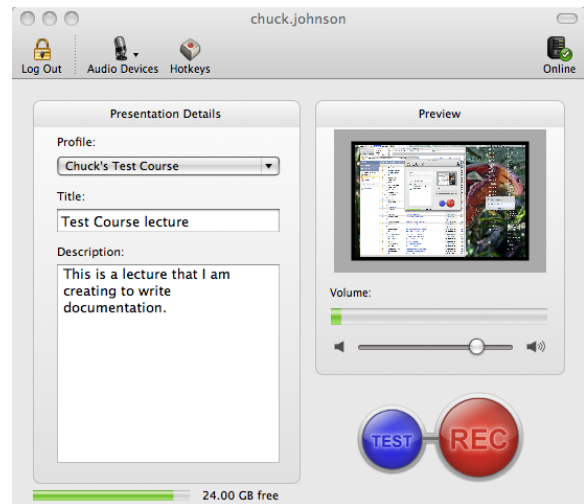 chuck.johnson
Log Out
Audio Devices
Hotkeys
Online
Presentation Details
Profile:
Chuck's Test Course
Title:
Test Course lecture
Description:
This is a lecture that I am
creating to write
documentation.
24.00 GB free
Preview
Volume:
TEST
REC